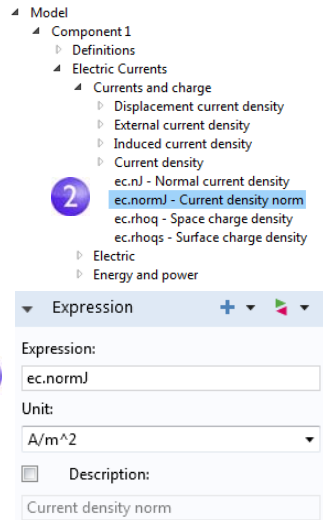 Model
Component 1
Definitions
Electric Currents
Currents and charge
Displacement current density
External current density
Induced current density
Current density
ec.nJ - Normal current density
2
ec.normJ - Current density norm
ec.rhoq - Space charge density
ec.rhoqs - Surface charge density
Electric
Energy and power
Expression
Expression:
ec.normJ
Unit:
A/m^2
Description:
Current density norm